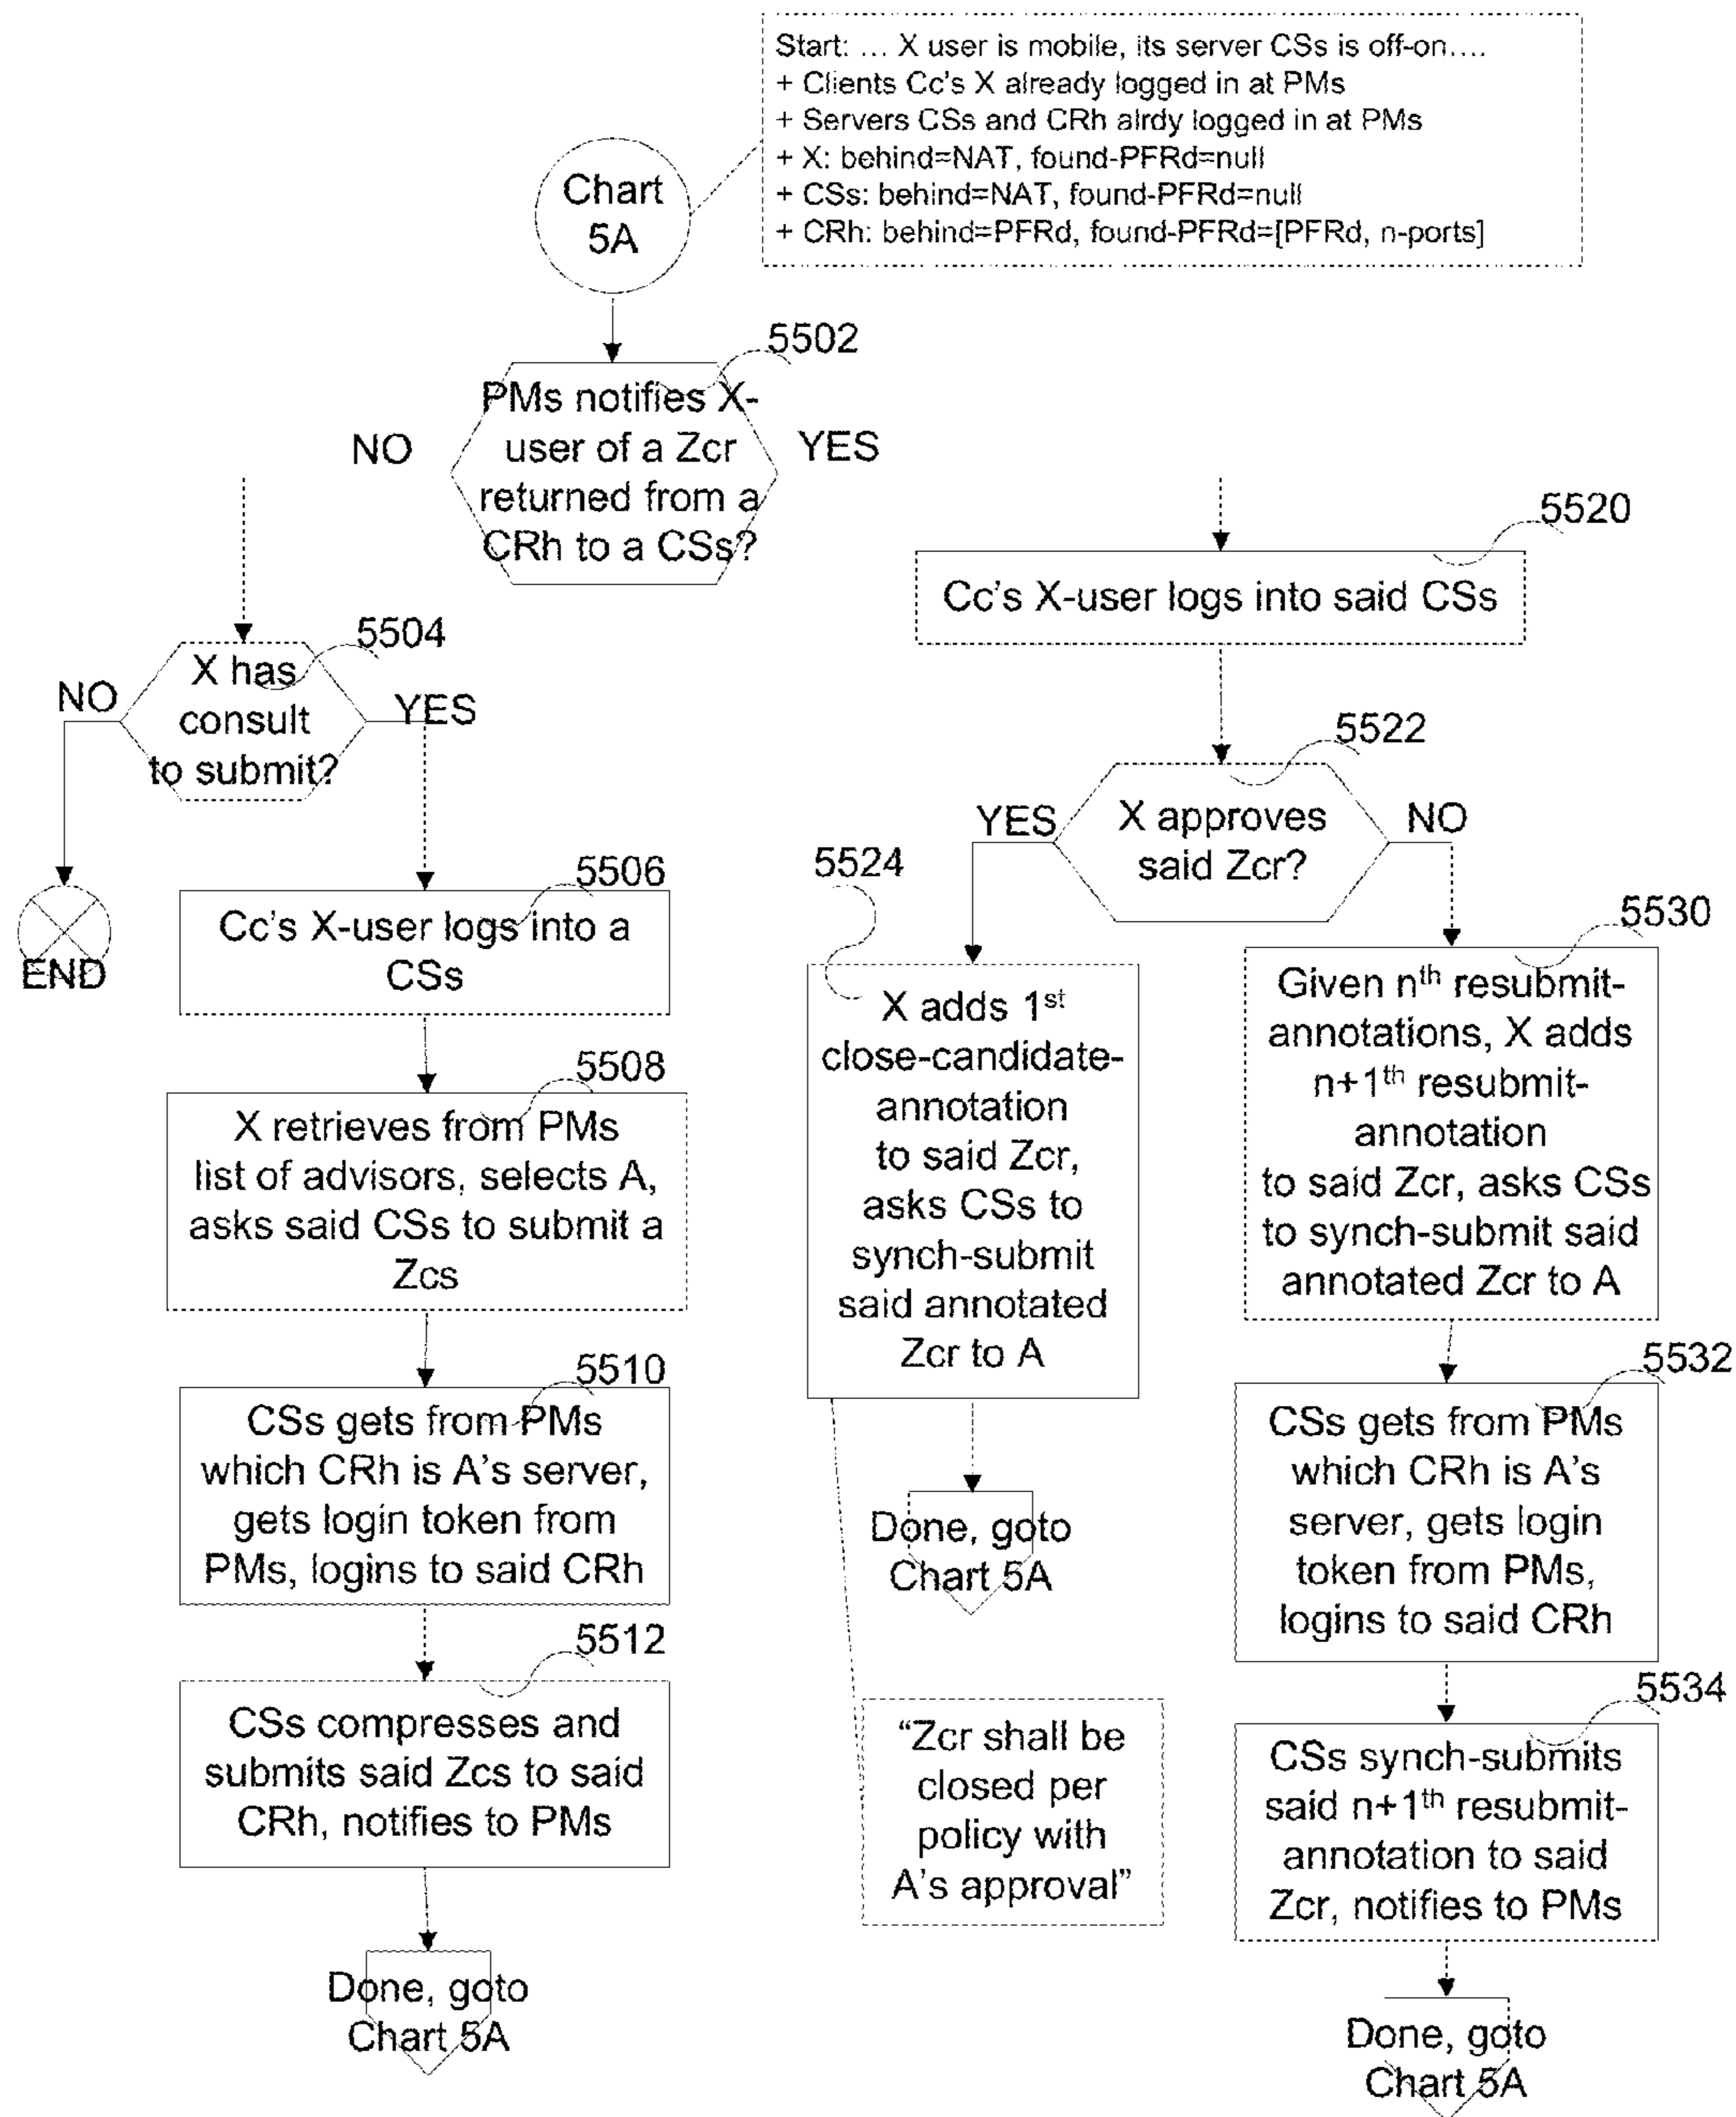 Start: ... X user is mobile, its server CSs is off-on....
+ Clients Cc's X already logged in at PMs
+ Servers CSs and CRh alrdy logged in at PMs
+ X: behind=NAT, found-PFRd=null
+ CSs: behind=NAT, found-PFRd=null
+ CRh: behind=PFRd, found-PFRd=[PFRd, n-ports]
Chart
5A
5502
PMs notifies X-
user of a Zcr
returned from a
CRh to a CSs?
NO
YES
5504
X has
consult
to submit?
NO
YES
END
5506
Cc's X-user logs into a
CSs
5508
X retrieves from PMs
list of advisors, selects A,
asks said CSs to submit a
Zcs
5510
CSs gets from PMs
which CRh is A's server,
gets login token from
PMs, logins to said CRh
5512
CSs compresses and
submits said Zcs to said
CRh, notifies to PMs
Done, goto
Chart 5A
5520
Cc's X-user logs into said CSs
5522
X approves
said Zcr?
YES
NO
5524
X adds 1st
close-candidate-
annotation
to said Zcr,
asks CSs to
synch-submit
said annotated
Zcr to A
Done, goto
Chart 5A
"Zcr shall be
closed per
policy with
A's approval"
5530
Given nth resubmit-
annotations, X adds
n+1th resubmit-
annotation
to said Zcr, asks CSs
to synch-submit said
annotated Zcr to A
5532
CSs gets from PMs
which CRh is A's
server, gets login
token from PMs,
logins to said CRh
5534
CSs synch-submits
said n+1th resubmit-
annotation to said
Zcr, notifies to PMs
Done, goto
Chart 5A